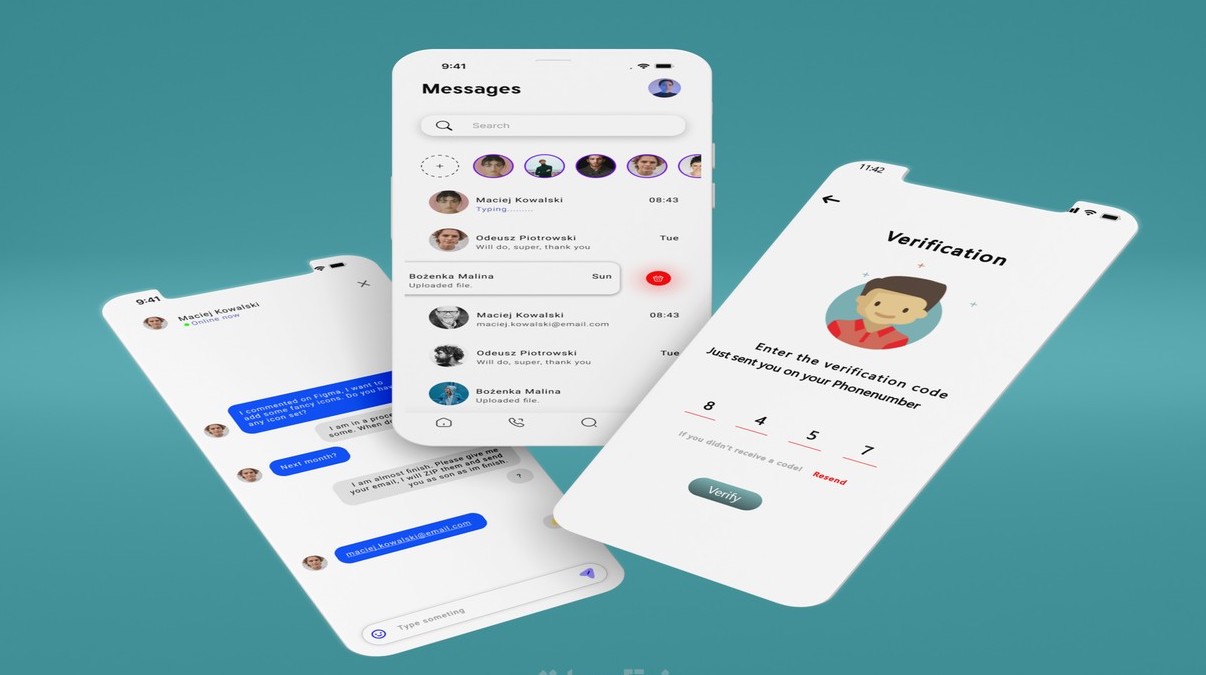 9:41
Messages
Search
+
Maciej Kowalski
08:43
Typing.........
Odeusz Piotrowski
Tue
Will do, super, thank you
Bożenka Malina
Sun
Uploaded file.
Maciej Kowalski
08:43
maciej.kowalski@email.com
Odeusz Piotrowski
Tue
Will do, super, thank you
Bożenka Malina
Uploaded file.
9:41
Maciej Kowalski
Online now
I commented on Figma, I want to
add some fancy icons. Do you have
any icon set?
I am in a
some. When
Next month?
I am almost finish. Please give me
your email, I will ZIP them and send
you as son as im finish.
?
maciej.kowalski@email.com
Type someting
11:42
Verification
Enter the verification code
Just sent you on your Phonenumber
8 4 5 7
If you didn't receive a code!
Resend
Verify